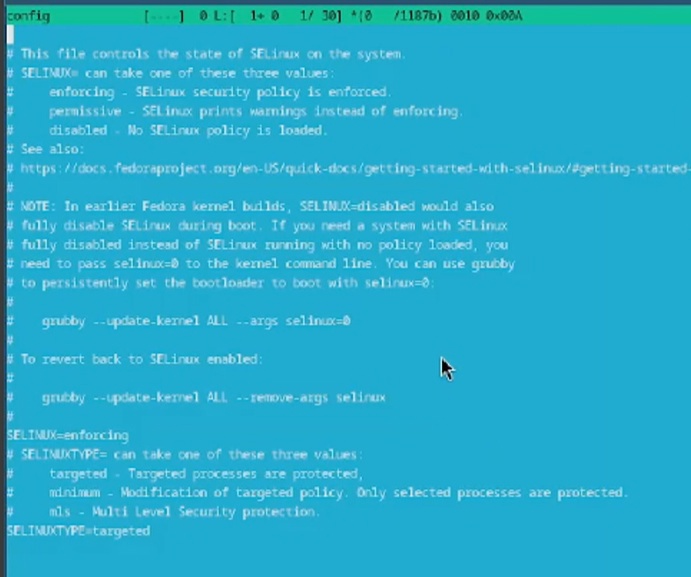 config [----] 0 L:[ 1+ 0 1/ 30] *(0 /1187b) 0010 0x00A
# This file controls the state of SELinux on the system.
# SELINUX= can take one of these three values:
# enforcing - SELinux security policy is enforced.
# permissive - SELinux prints warnings instead of enforcing.
# disabled - No SELinux policy is loaded.
# See also:
# https://docs.fedoraproject.org/en-US/quick-docs/getting-started-with-selinux/#getting-started-
#
# NOTE: In earlier Fedora kernel builds, SELINUX=disabled would also
# fully disable SELinux during boot. If you need a system with SELinux
# fully disabled instead of SELinux running with no policy loaded, you
# need to pass selinux=0 to the kernel command line. You can use grubby
# to persistently set the bootloader to boot with selinux=0:
#
# grubby --update-kernel ALL --args selinux=0
#
# To revert back to SELinux enabled:
#
# grubby --update-kernel ALL --remove-args selinux
#
SELINUX=enforcing
# SELINUXTYPE= can take one of these three values:
# targeted - Targeted processes are protected,
# minimum - Modification of targeted policy. Only selected processes are protected.
# mls - Multi Level Security protection.
SELINUXTYPE=targeted